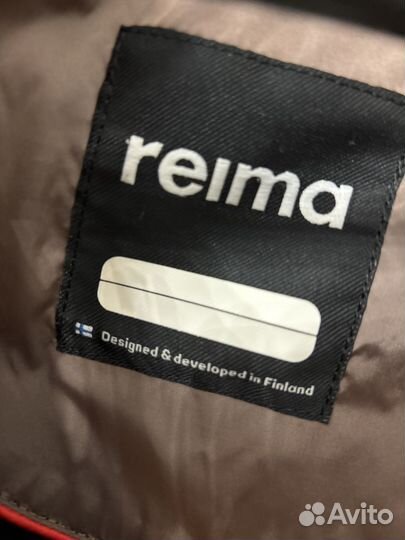 reima
Designed & developed in Finland
Avito